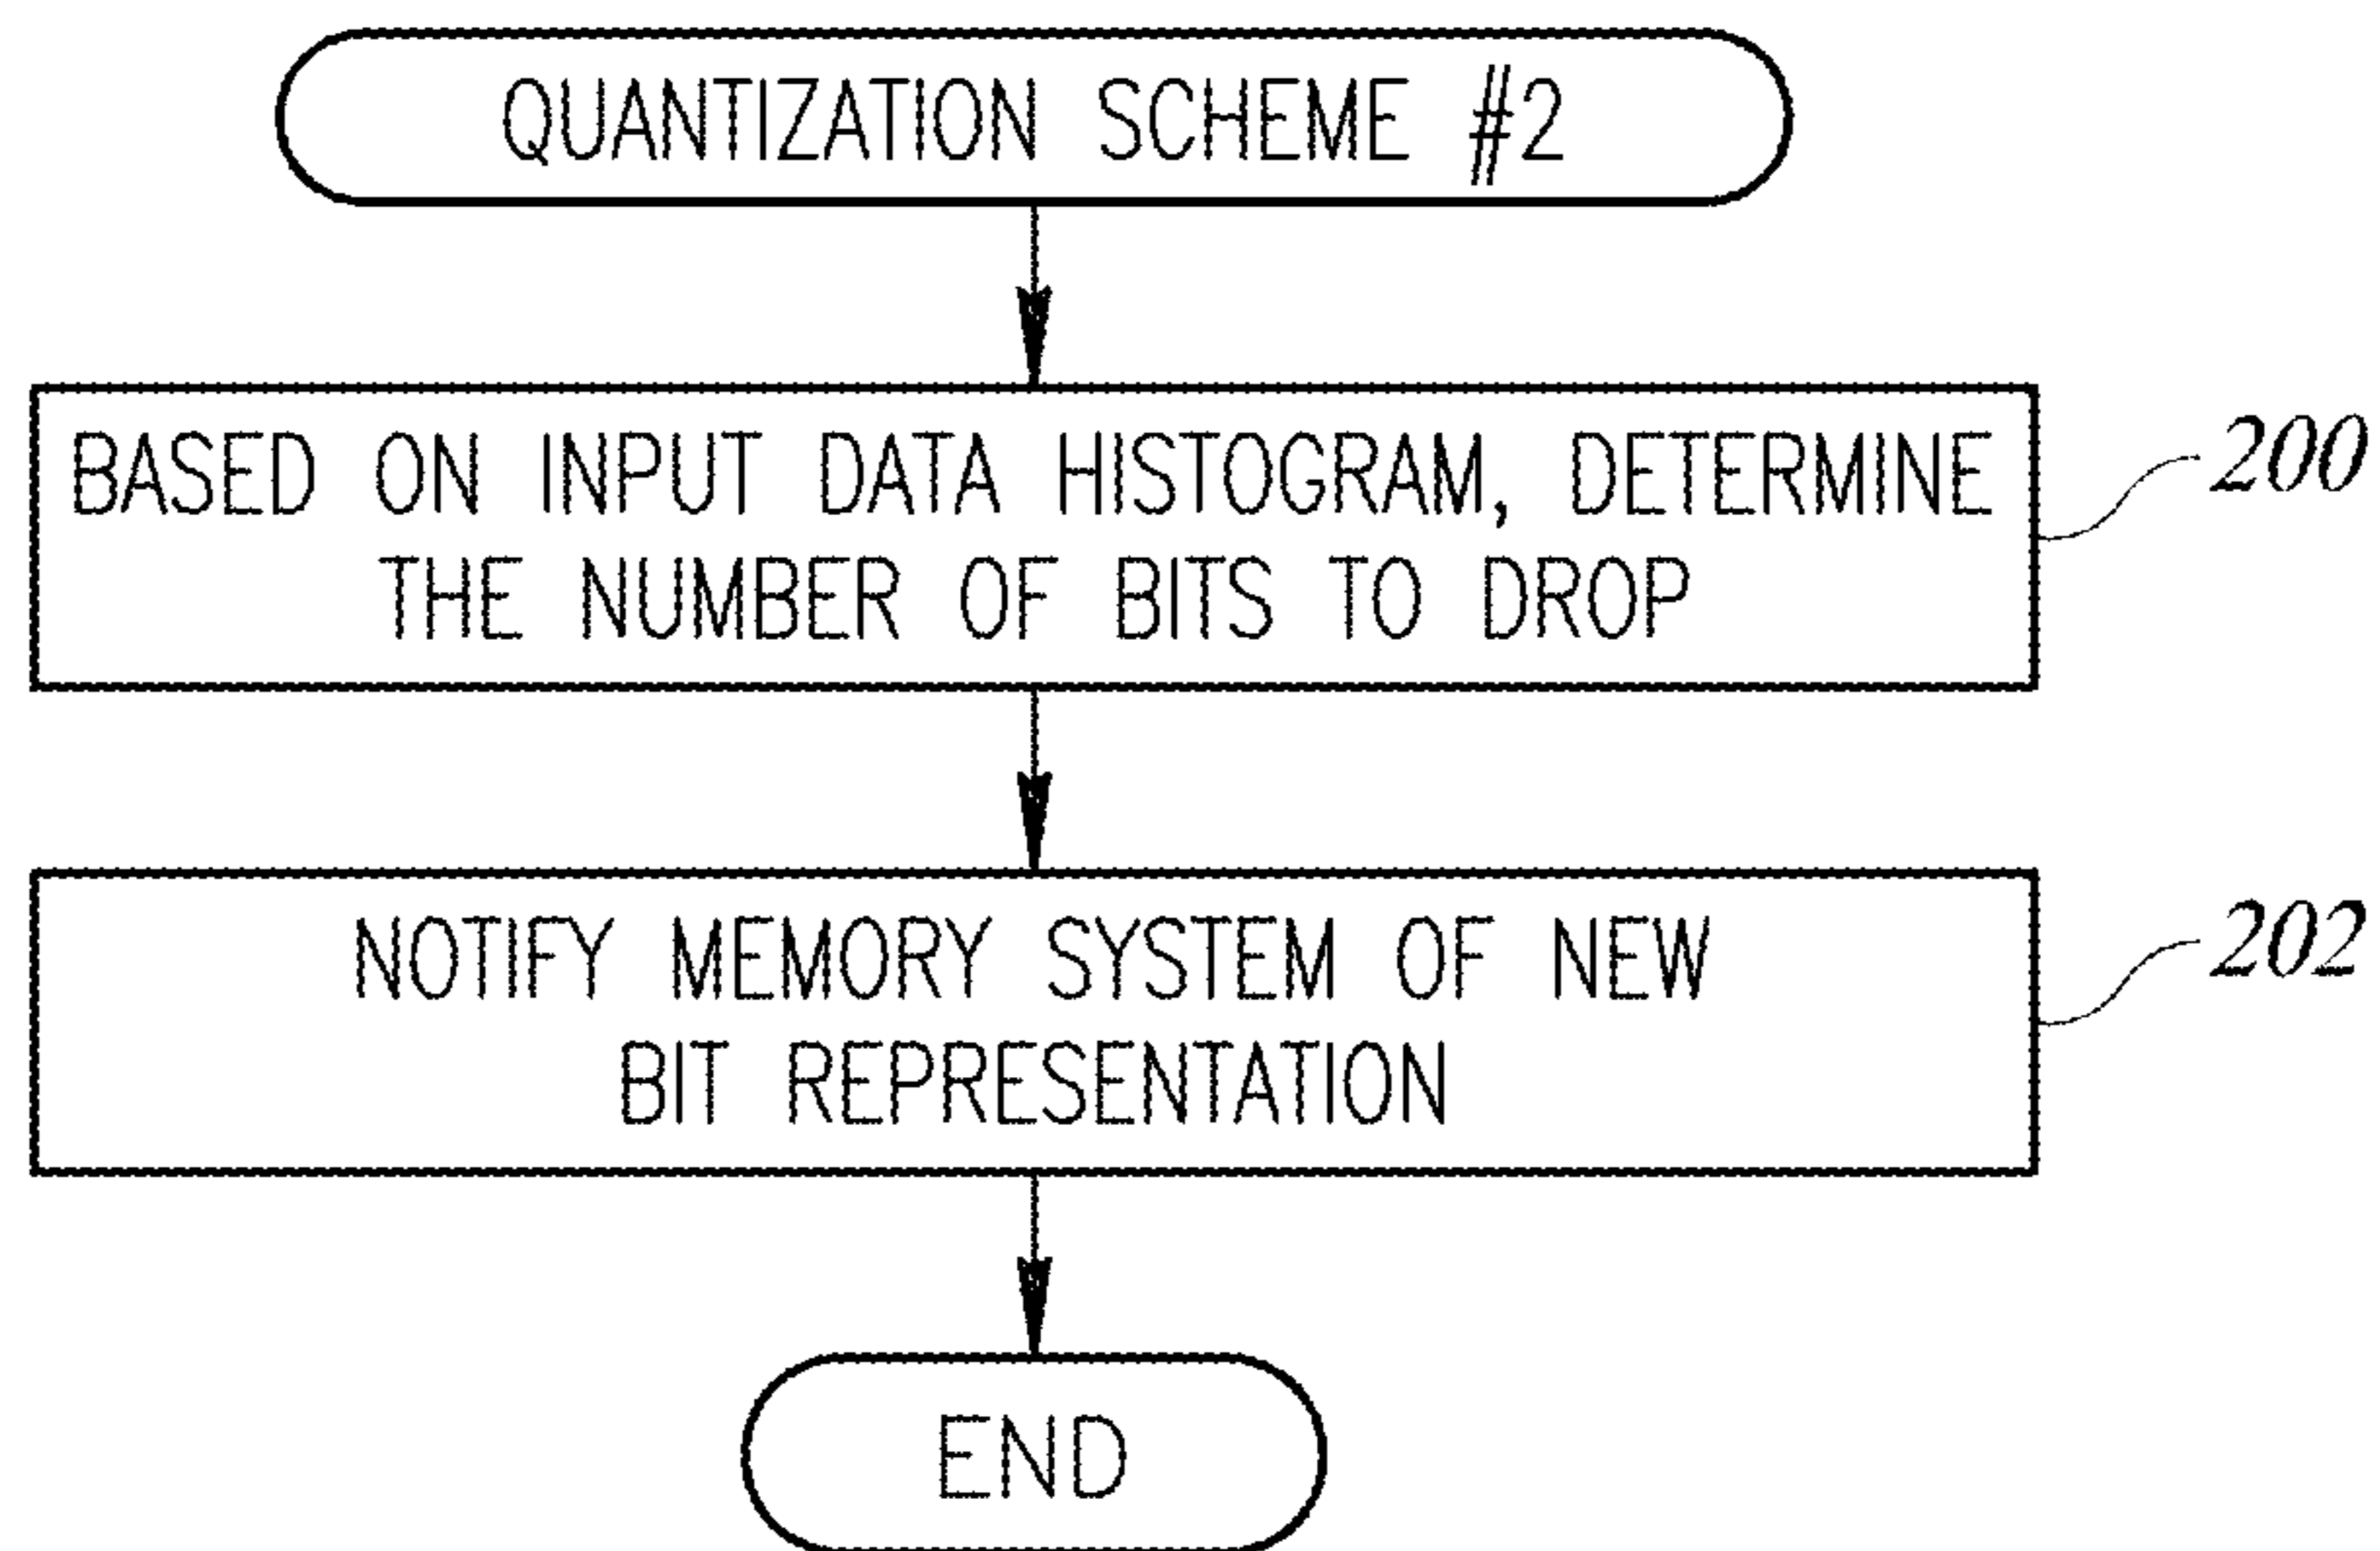 QUANTIZATION SCHEME #2
BASED ON INPUT DATA HISTOGRAM, DETERMINE
THE NUMBER OF BITS TO DROP
200
NOTIFY MEMORY SYSTEM OF NEW
BIT REPRESENTATION
202
END